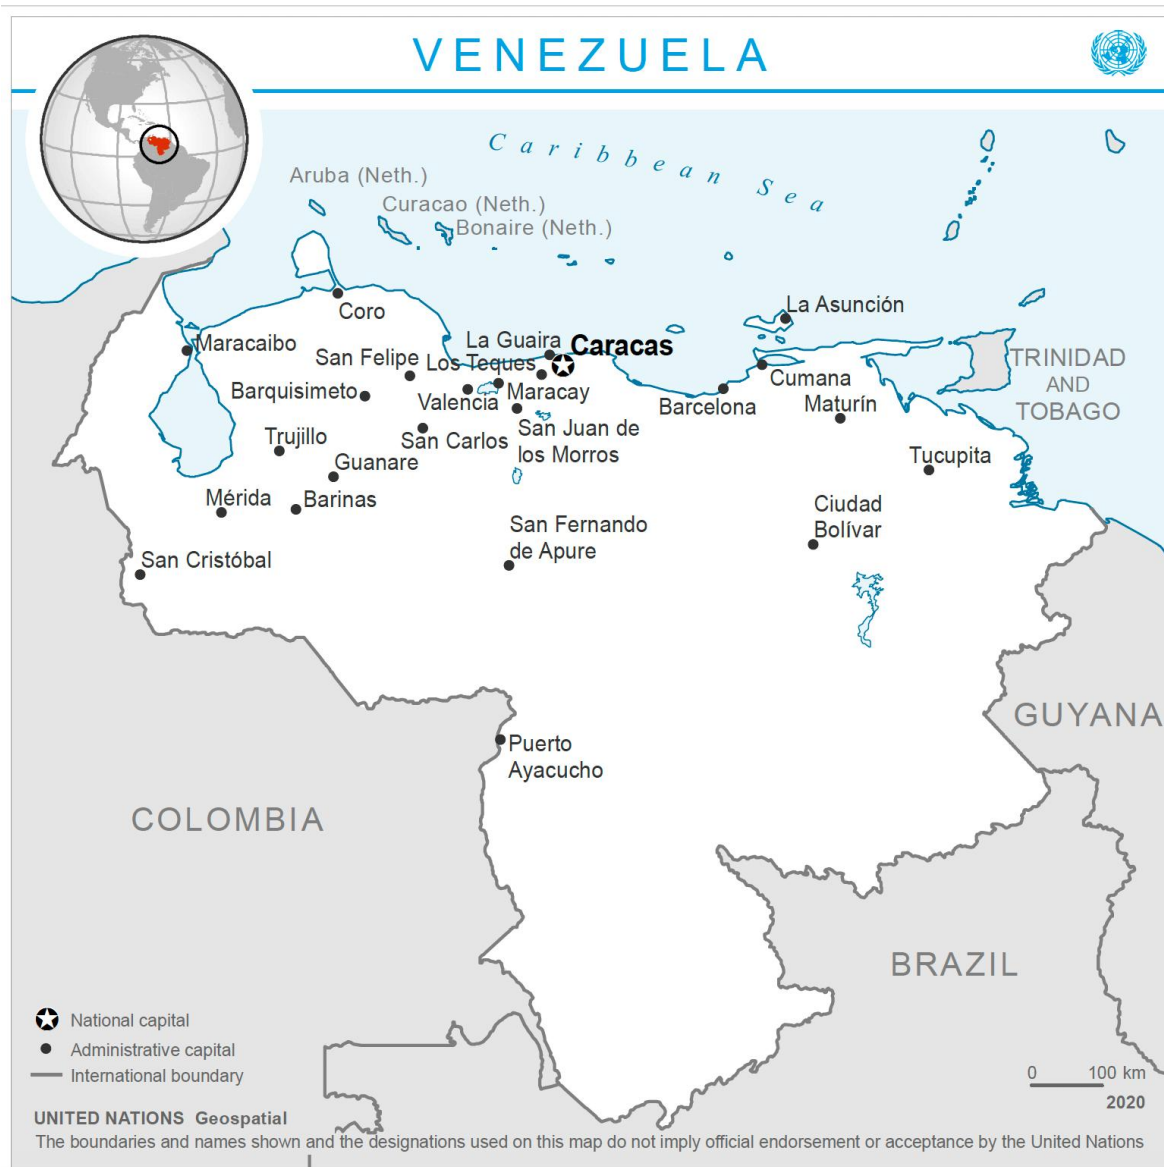 VENEZUELA
Caribbean Sea
Aruba (Neth.)
Curacao (Neth.)
Bonaire (Neth.)
Coro
La Asunción
Maracaibo
La Guaira
Caracas
San Felipe
Los Teques
TRINIDAD
AND
TOBAGO
Barquisimeto
Valencia
Maracay
Barcelona
Cumana
Maturín
Trujillo
San Carlos
San Juan de
los Morros
Guanare
Tucupita
Mérida
Barinas
Ciudad
Bolívar
San Fernando
de Apure
San Cristóbal
GUYANA
Puerto
Ayacucho
COLOMBIA
BRAZIL
National capital
Administrative capital
International boundary
0 100 km
2020
UNITED NATIONS Geospatial
The boundaries and names shown and the designations used on this map do not imply official endorsement or acceptance by the United Nations